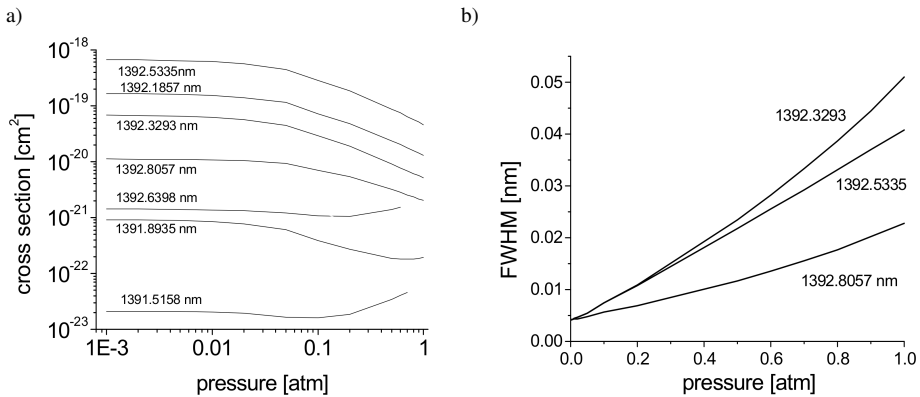 a)
b)
10^-18
10^-19
10^-20
10^-21
10^-22
10^-23
cross section [cm²]
1392.5335nm
1392.1857 nm
1392.3293 nm
1392.8057 nm
1392.6398 nm
1391.8935 nm
1391.5158 nm
1E-3 0.01 0.1 1
pressure [atm]
0.05
0.04
0.03
0.02
0.01
0.00
FWHM [nm]
1392.3293
1392.5335
1392.8057 nm
0.0 0.2 0.4 0.6 0.8 1.0
pressure [atm]